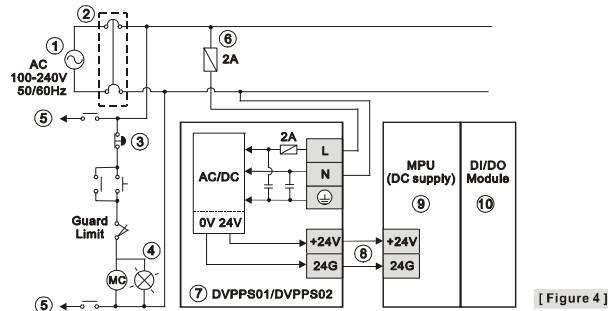 ①
AC
100-240V
50/60Hz
②
⑥
2A
⑤
③
Guard
Limit
④
MC
⑤
2A
L
N
AC/DC
0V 24V
+24V
24G
⑦ DVPPS01/DVPPS02
⑧
MPU
(DC supply)
⑨
+24V
24G
DI/DO
Module
⑩
[ Figure 4 ]